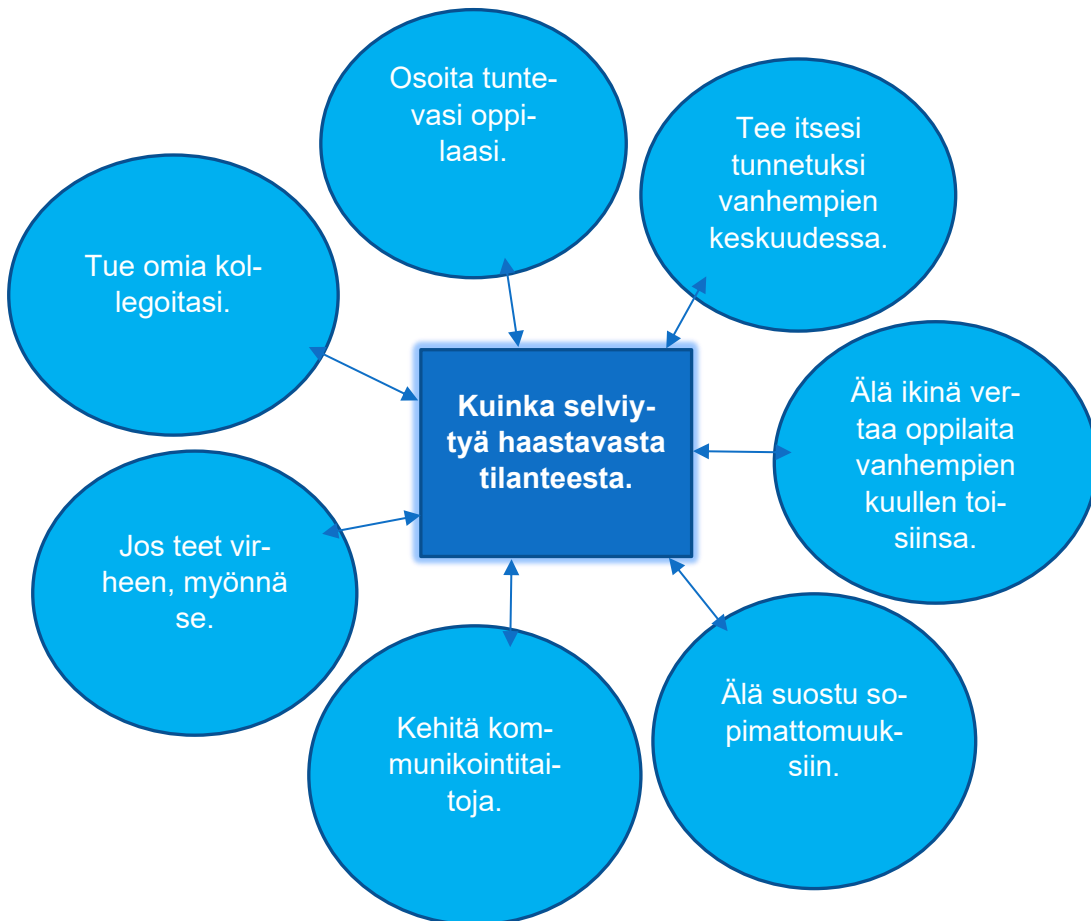 Osoita tunte-
vasi oppi-
laasi.
Tee itsesi
tunnetuksi
vanhempien
keskuudessa.
Tue omia kol-
legoitasi.
Kuinka selviy-
tyä haastavasta
tilanteesta.
Älä ikinä ver-
taa oppilaita
vanhempien
kuullen toi-
siinsa.
Jos teet vir-
heen, myönnä
se.
Kehitä kom-
munikointitai-
toja.
Älä suostu so-
pimattomuuk-
siin.